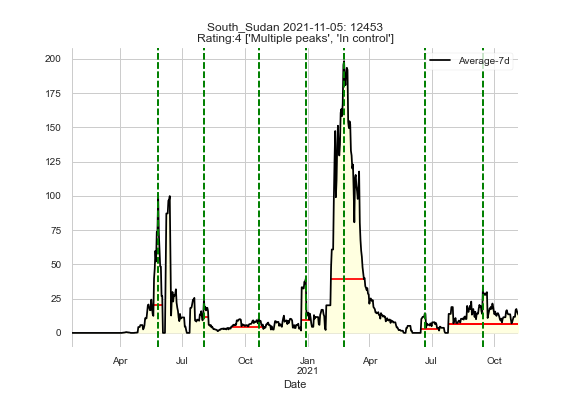 South_Sudan 2021-11-05: 12453
Rating:4 ['Multiple peaks', 'In control']
Average-7d
200
175
150
125
100
75
50
25
0
Apr Jul Oct Jan Apr Jul Oct
2021
Date